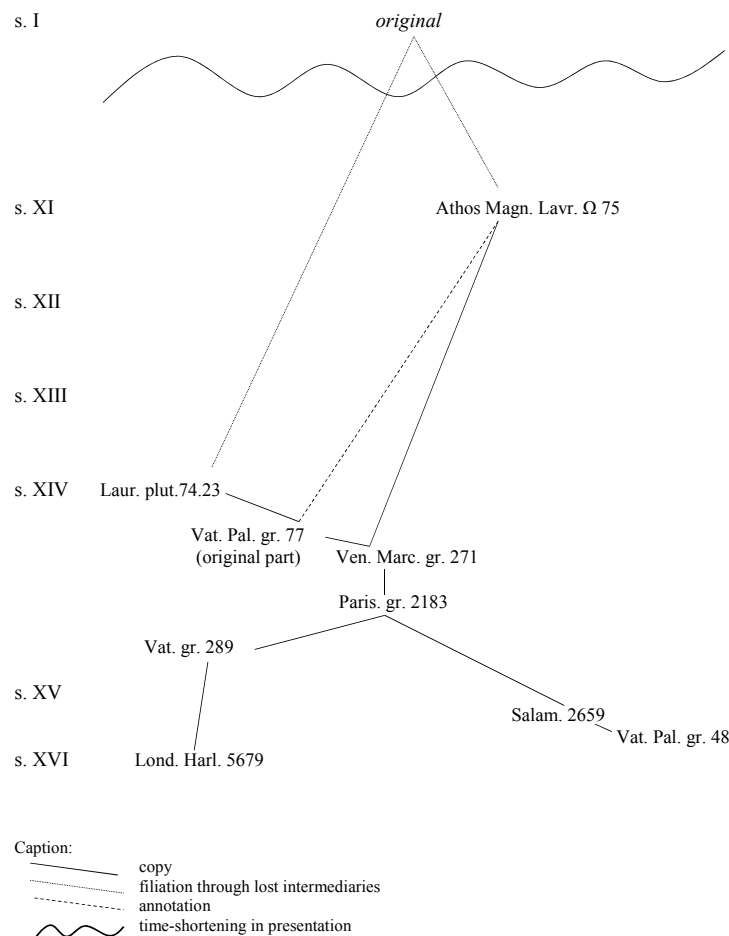 s. I
original
s. XI
Athos Magn. Lavr. Ω 75
s. XII
s. XIII
s. XIV
Laur. plut.74.23
Vat. Pal. gr. 77
(original part)
Ven. Marc. gr. 271
Paris. gr. 2183
Vat. gr. 289
s. XV
Salam. 2659
Vat. Pal. gr. 48
s. XVI
Lond. Harl. 5679
Caption:
copy
filiation through lost intermediaries
annotation
time-shortening in presentation